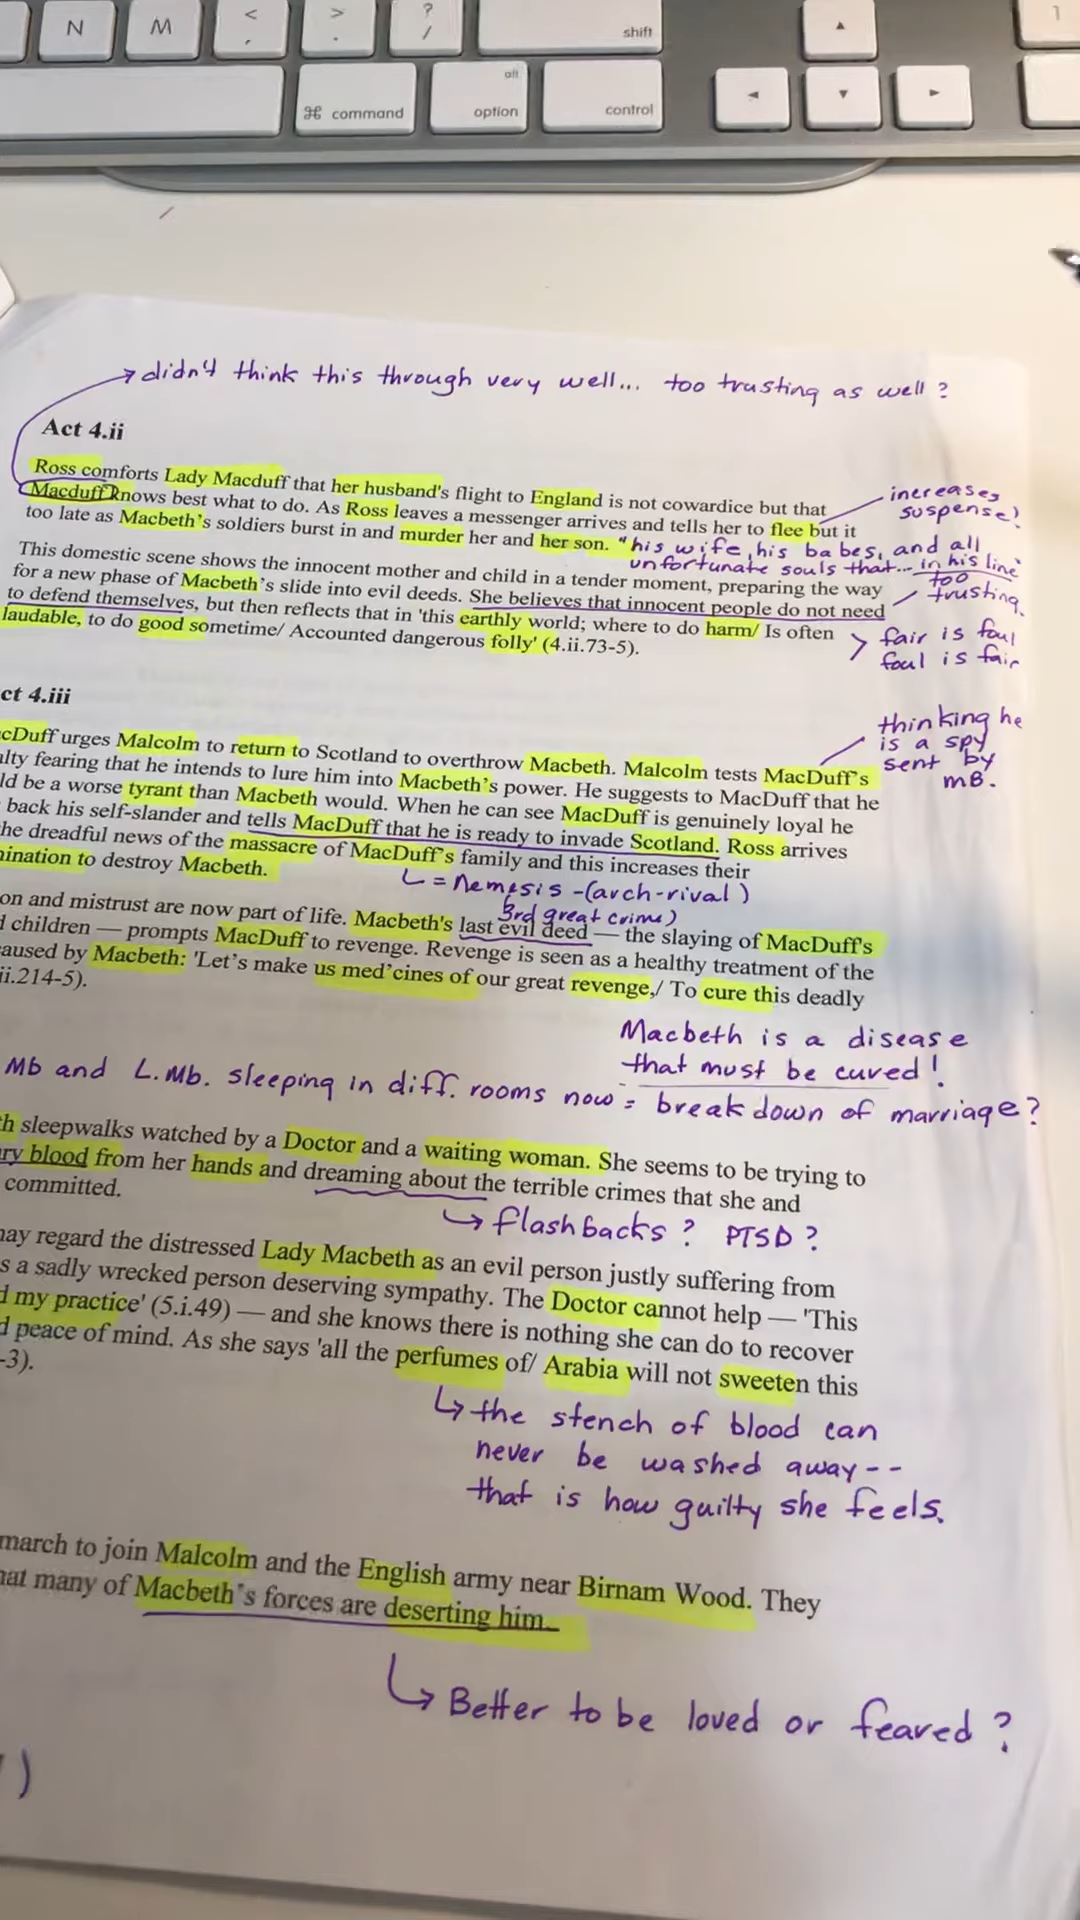 N M < , > . ? / shift
⌘ command alt option control
1
didn't think this through very well... too trusting as well?
Act 4.ii
Ross comforts Lady Macduff that her husband's flight to England is not cowardice but that
Macduff knows best what to do. As Ross leaves a messenger arrives and tells her to flee but it
too late as Macbeth's soldiers burst in and murder her and her son.
increases
suspense!
"his wife, his babes, and all
unfortunate souls that... in his line"
This domestic scene shows the innocent mother and child in a tender moment, preparing the way
for a new phase of Macbeth's slide into evil deeds. She believes that innocent people do not need
to defend themselves, but then reflects that in 'this earthly world; where to do harm/ Is often
laudable, to do good sometime/ Accounted dangerous folly' (4.ii.73-5).
too
trusting.
fair is foul
foul is fair
ct 4.iii
cDuff urges Malcolm to return to Scotland to overthrow Macbeth. Malcolm tests MacDuff's
alty fearing that he intends to lure him into Macbeth's power. He suggests to MacDuff that he
ld be a worse tyrant than Macbeth would. When he can see MacDuff is genuinely loyal he
back his self-slander and tells MacDuff that he is ready to invade Scotland. Ross arrives
he dreadful news of the massacre of MacDuff's family and this increases their
mination to destroy Macbeth.
thinking he
is a spy
sent by
mB.
= nemesis - (arch-rival)
3rd great crime)
on and mistrust are now part of life. Macbeth's last evil deed — the slaying of MacDuff's
d children — prompts MacDuff to revenge. Revenge is seen as a healthy treatment of the
caused by Macbeth: 'Let's make us med'cines of our great revenge,/ To cure this deadly
ii.214-5).
Macbeth is a disease
that must be cured!
Mb and L.Mb. sleeping in diff. rooms now = breakdown of marriage?
th sleepwalks watched by a Doctor and a waiting woman. She seems to be trying to
ry blood from her hands and dreaming about the terrible crimes that she and
committed.
flashbacks? PTSD?
may regard the distressed Lady Macbeth as an evil person justly suffering from
s a sadly wrecked person deserving sympathy. The Doctor cannot help — 'This
d my practice' (5.i.49) — and she knows there is nothing she can do to recover
d peace of mind. As she says 'all the perfumes of/ Arabia will not sweeten this
-3).
the stench of blood can
never be washed away--
that is how guilty she feels.
march to join Malcolm and the English army near Birnam Wood. They
hat many of Macbeth's forces are deserting him.
Better to be loved or feared?
)